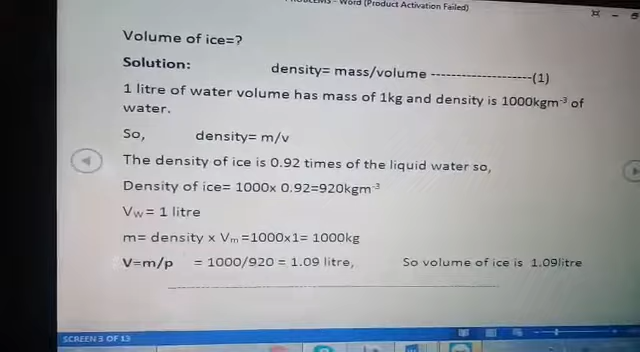 Word (Product Activation Failed)
Volume of ice=?
Solution:
density= mass/volume --------------------(1)
1 litre of water volume has mass of 1kg and density is 1000kgm⁻³ of
water.
So, density= m/v
The density of ice is 0.92 times of the liquid water so,
Density of ice= 1000x 0.92=920kgm⁻³
Vw= 1 litre
m= density x Vm =1000x1= 1000kg
V=m/p = 1000/920 = 1.09 litre, So volume of ice is 1.09litre
SCREEN 3 OF 13